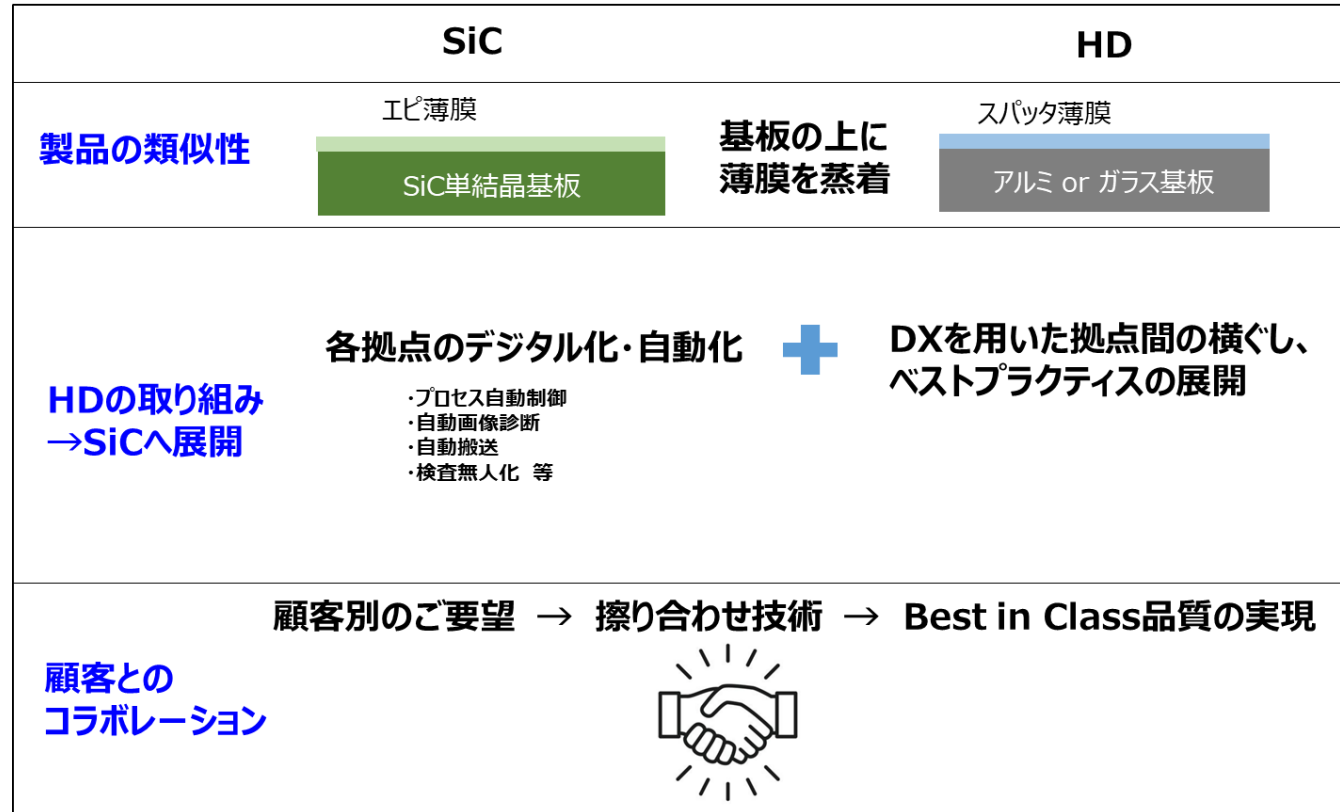 SiC
HD
製品の類似性
エピ薄膜
SiC単結晶基板
基板の上に
薄膜を蒸着
スパッタ薄膜
アルミ or ガラス基板
HDの取り組み
→SiCへ展開
各拠点のデジタル化・自動化
・プロセス自動制御
・自動画像診断
・自動搬送
・検査無人化 等
DXを用いた拠点間の横ぐし、
ベストプラクティスの展開
顧客との
コラボレーション
顧客別のご要望 → 擦り合わせ技術 → Best in Class品質の実現